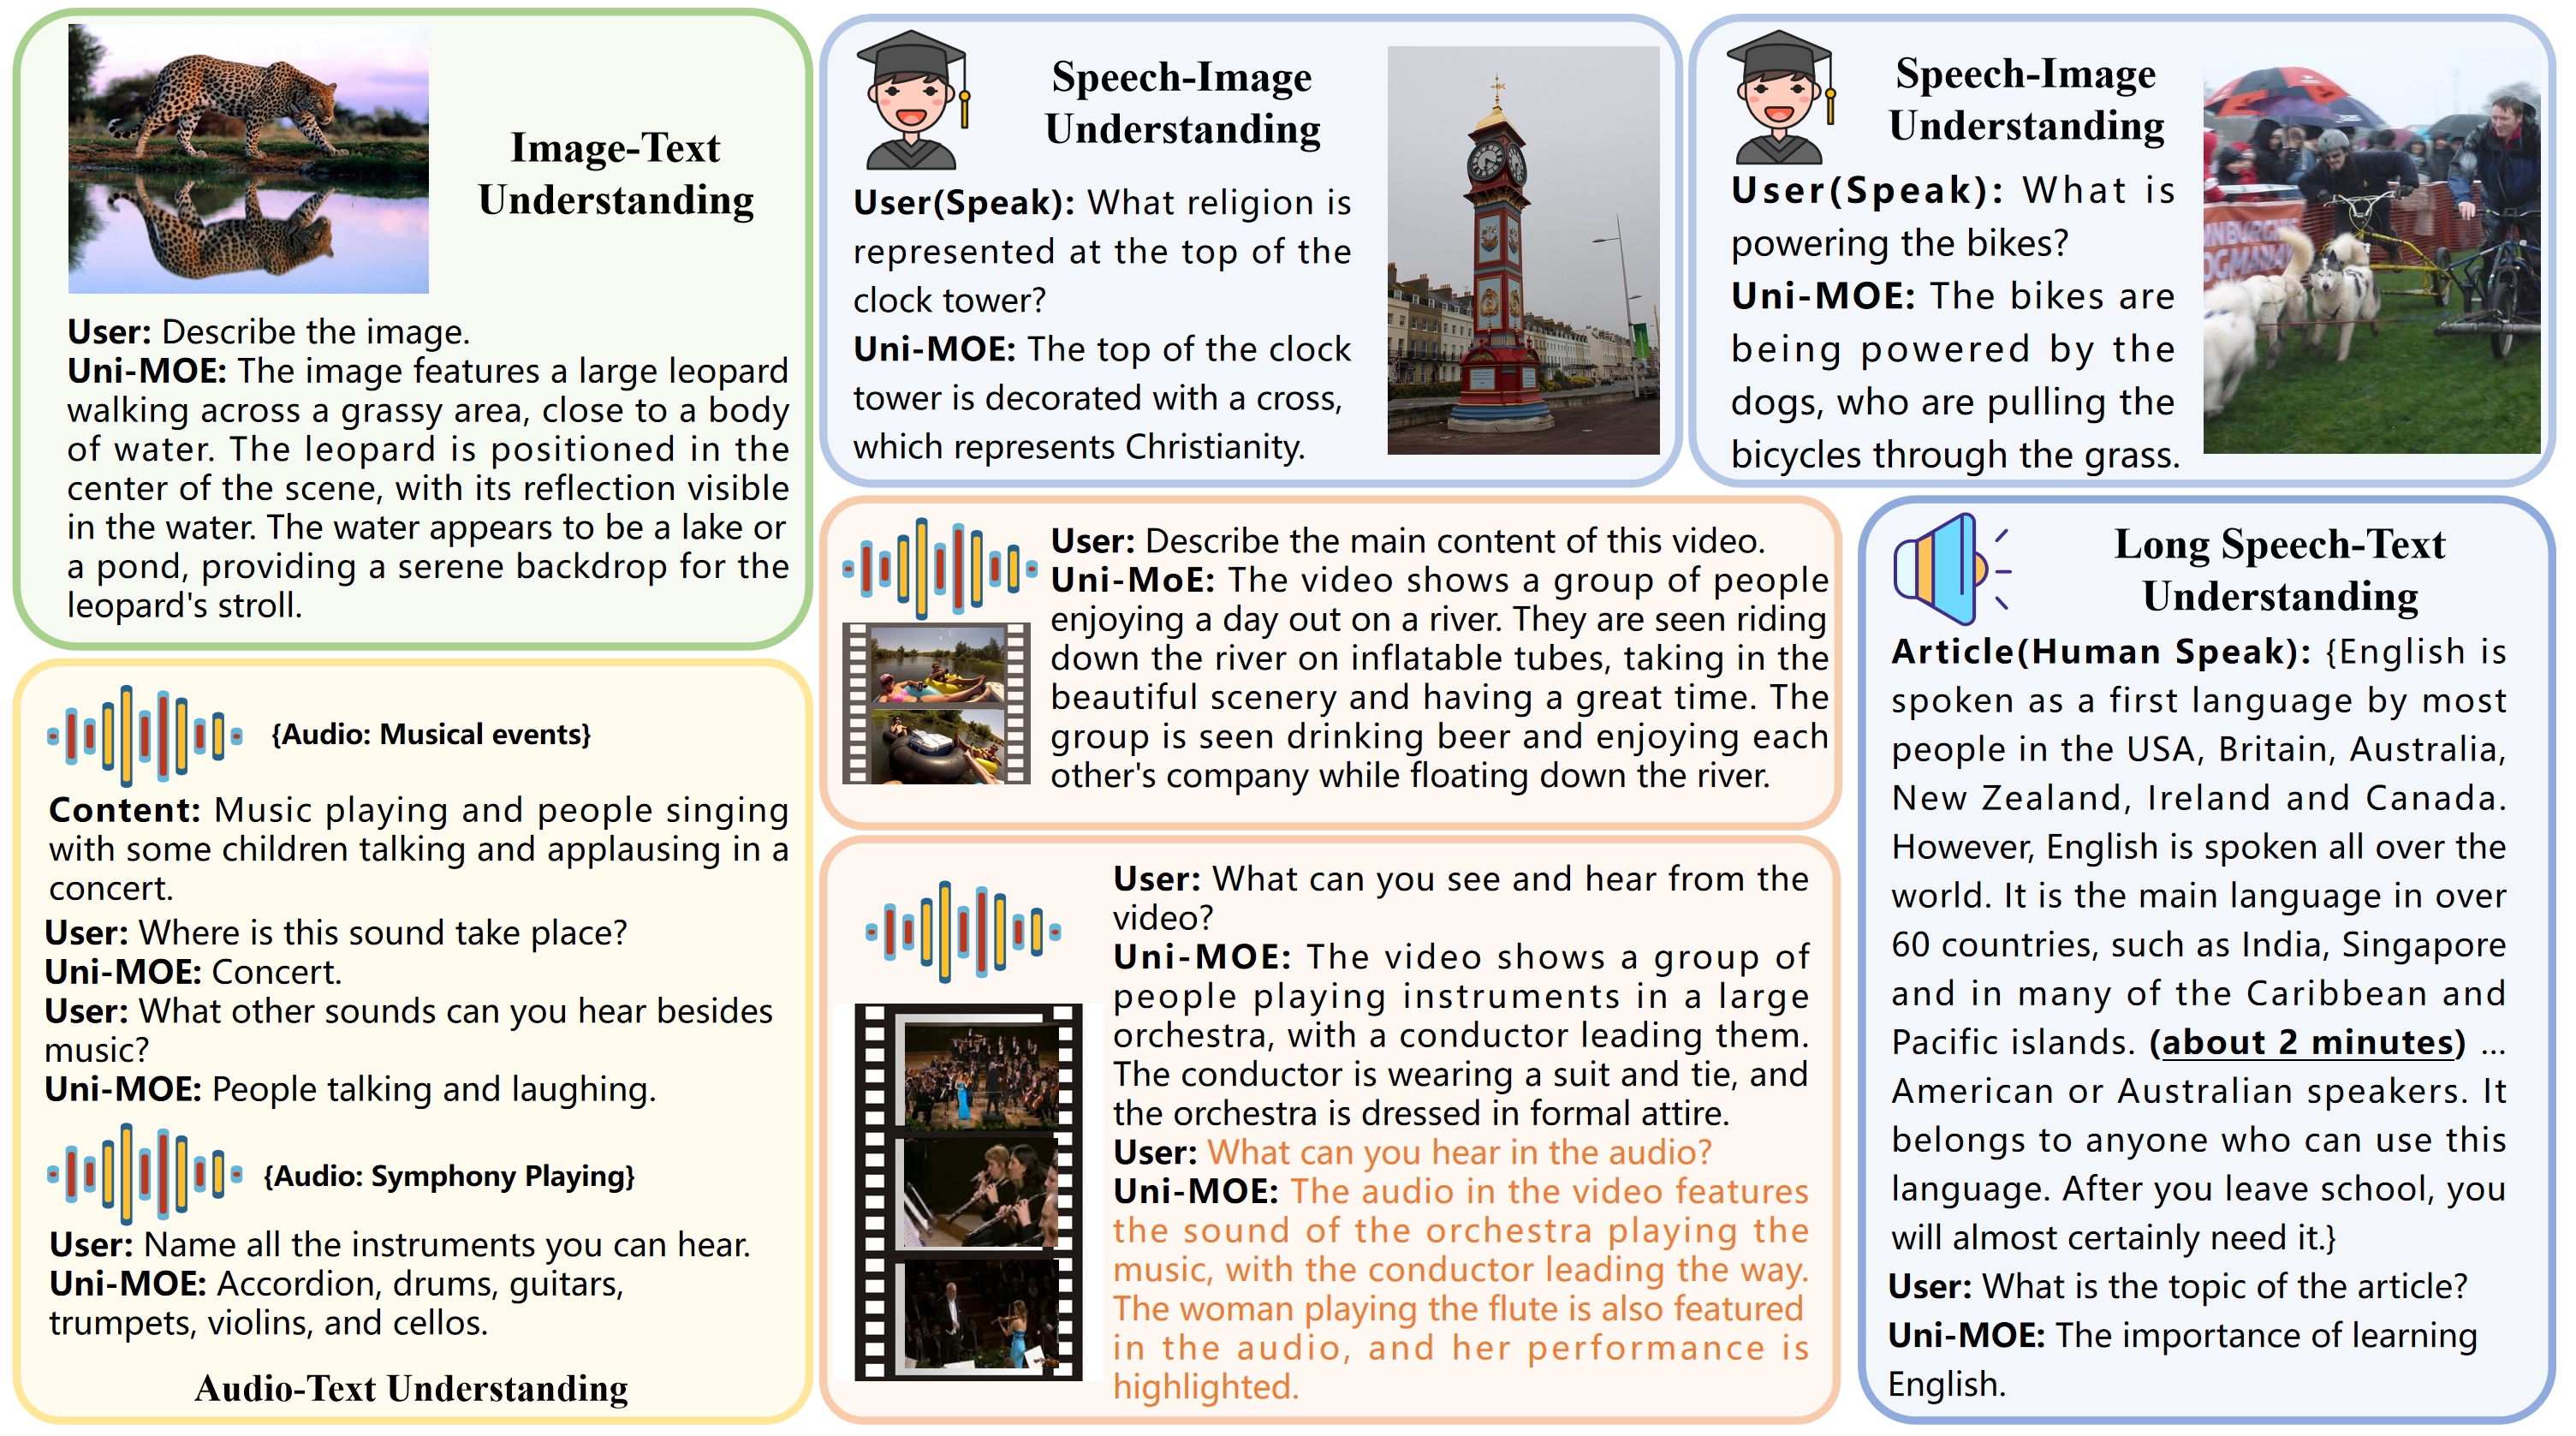 Image-Text
Understanding
User: Describe the image.
Uni-MOE: The image features a large leopard
walking across a grassy area, close to a body
of water. The leopard is positioned in the
center of the scene, with its reflection visible
in the water. The water appears to be a lake or
a pond, providing a serene backdrop for the
leopard's stroll.
{Audio: Musical events}
Content: Music playing and people singing
with some children talking and applausing in a
concert.
User: Where is this sound take place?
Uni-MOE: Concert.
User: What other sounds can you hear besides
music?
Uni-MOE: People talking and laughing.
{Audio: Symphony Playing}
User: Name all the instruments you can hear.
Uni-MOE: Accordion, drums, guitars,
trumpets, violins, and cellos.
Audio-Text Understanding
Speech-Image
Understanding
User(Speak): What religion is
represented at the top of the
clock tower?
Uni-MOE: The top of the clock
tower is decorated with a cross,
which represents Christianity.
Speech-Image
Understanding
User(Speak): What is
powering the bikes?
Uni-MOE: The bikes are
being powered by the
dogs, who are pulling the
bicycles through the grass.
User: Describe the main content of this video.
Uni-MoE: The video shows a group of people
enjoying a day out on a river. They are seen riding
down the river on inflatable tubes, taking in the
beautiful scenery and having a great time. The
group is seen drinking beer and enjoying each
other's company while floating down the river.
User: What can you see and hear from the
video?
Uni-MOE: The video shows a group of
people playing instruments in a large
orchestra, with a conductor leading them.
The conductor is wearing a suit and tie, and
the orchestra is dressed in formal attire.
User: What can you hear in the audio?
Uni-MOE: The audio in the video features
the sound of the orchestra playing the
music, with the conductor leading the way.
The woman playing the flute is also featured
in the audio, and her performance is
highlighted.
Long Speech-Text
Understanding
Article(Human Speak): {English is
spoken as a first language by most
people in the USA, Britain, Australia,
New Zealand, Ireland and Canada.
However, English is spoken all over the
world. It is the main language in over
60 countries, such as India, Singapore
and in many of the Caribbean and
Pacific islands. (about 2 minutes) ...
American or Australian speakers. It
belongs to anyone who can use this
language. After you leave school, you
will almost certainly need it.}
User: What is the topic of the article?
Uni-MOE: The importance of learning
English.